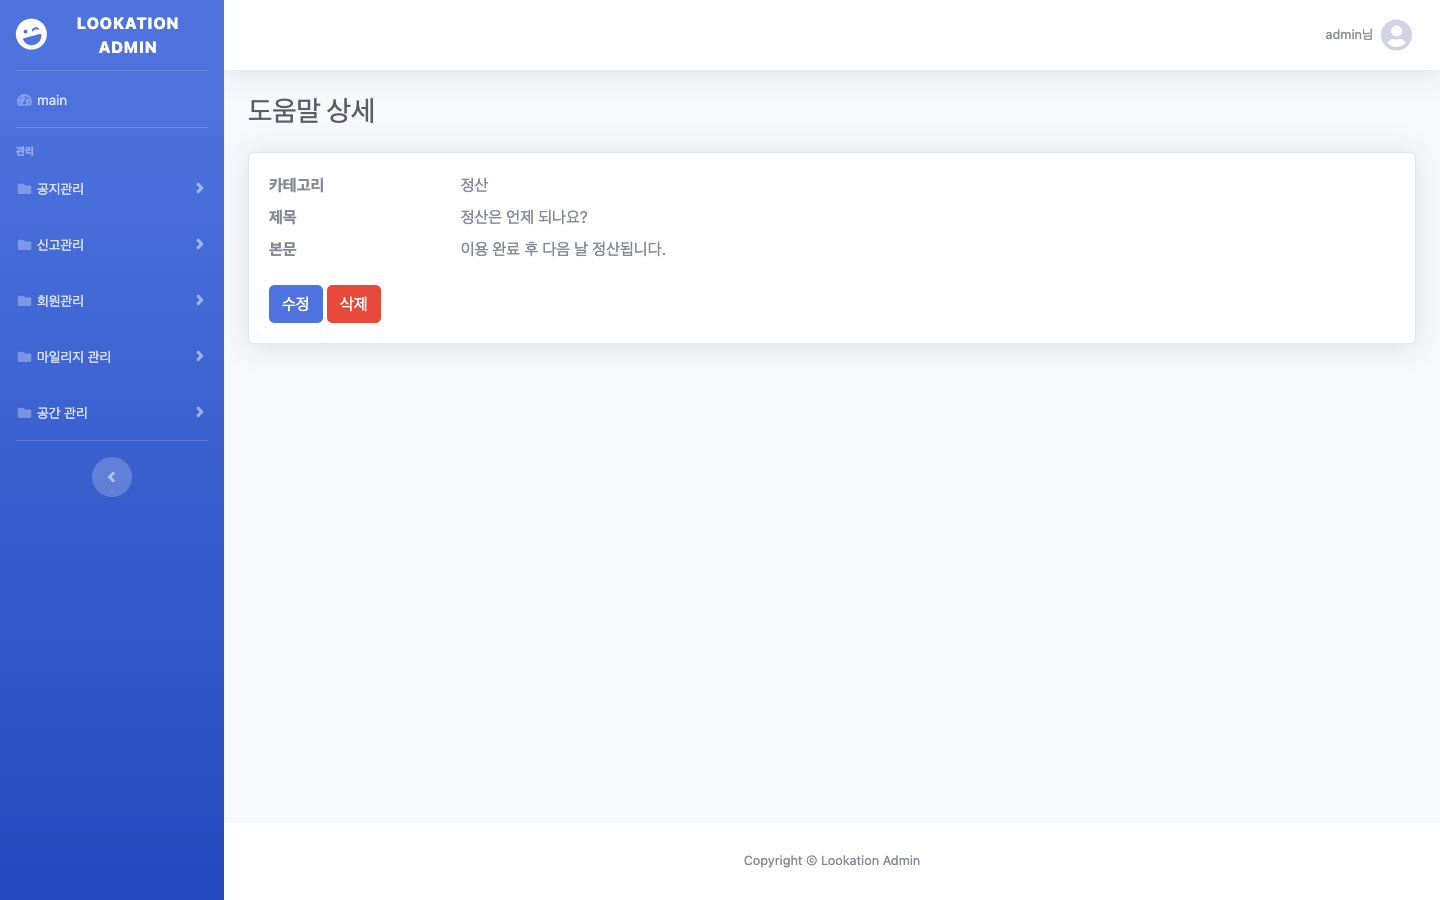 LOOKATION
ADMIN
main
관리
공지관리
신고관리
회원관리
마일리지 관리
공간 관리
admin님
도움말 상세
카테고리 정산
제목 정산은 언제 되나요?
본문 이용 완료 후 다음 날 정산됩니다.
수정 삭제
Copyright © Lookation Admin